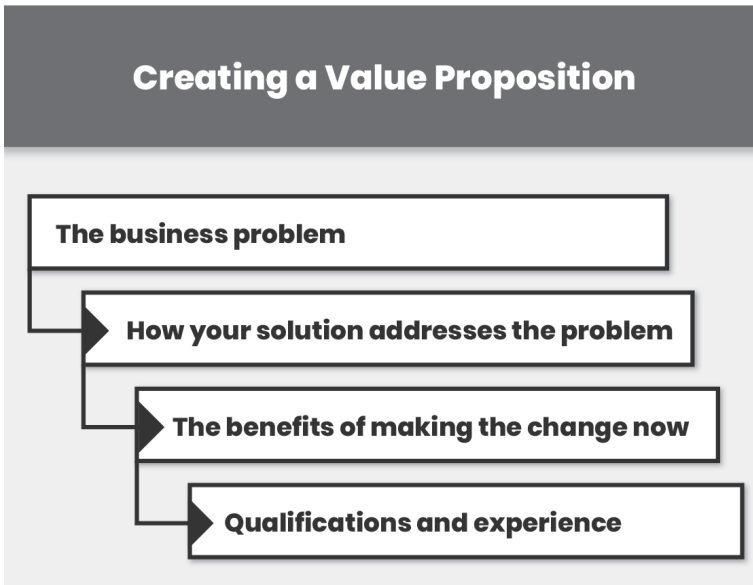 Creating a Value Proposition
The business problem
How your solution addresses the problem
The benefits of making the change now
Qualifications and experience